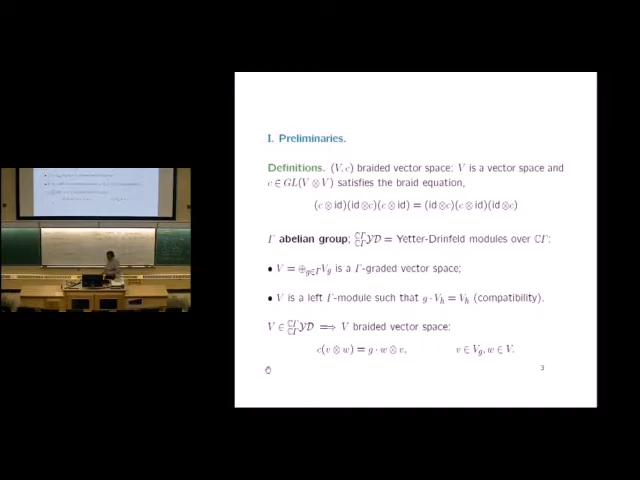 I. Preliminaries.
Definitions. (V, c) braided vector space: V is a vector space and
c ∈ GL(V ⊗ V) satisfies the braid equation,
(c ⊗ id)(id ⊗ c)(c ⊗ id) = (id ⊗ c)(c ⊗ id)(id ⊗ c)
Γ abelian group; ℂΓ/ℂΓ YD = Yetter-Drinfeld modules over ℂΓ:
• V = ⊕_{g∈Γ} V_g is a Γ-graded vector space;
• V is a left Γ-module such that g · V_h = V_h (compatibility).
V ∈ ℂΓ/ℂΓ YD ⟹ V braided vector space:
c(v ⊗ w) = g · w ⊗ v, v ∈ V_g, w ∈ V.
3